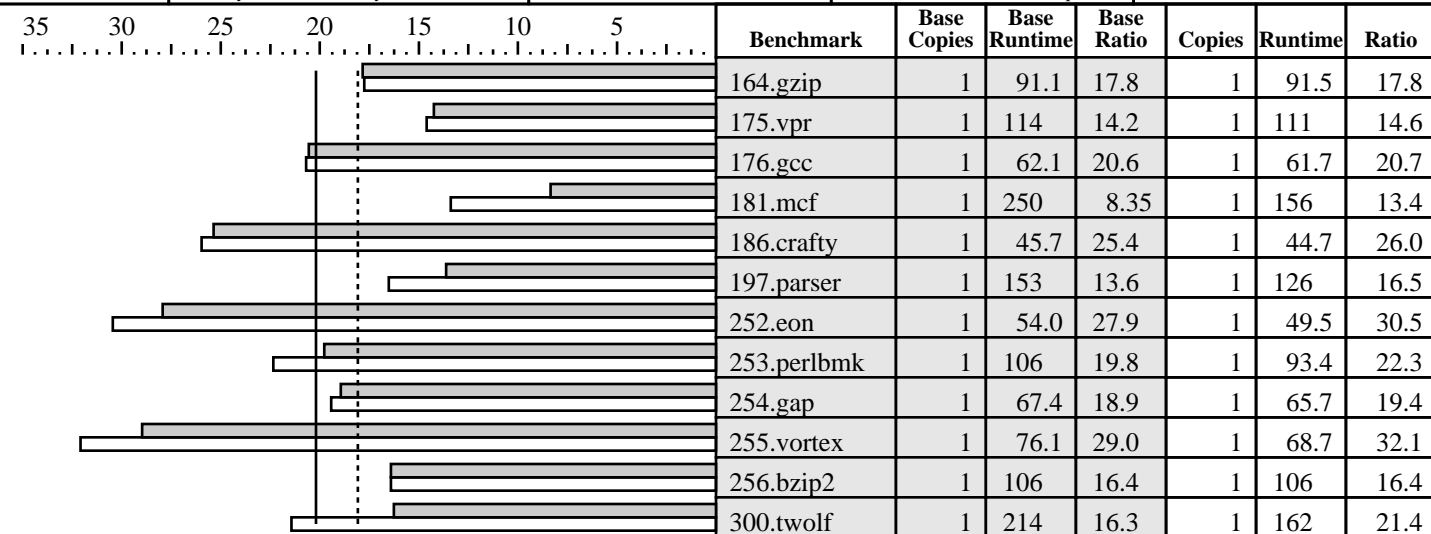 35 30 25 20 15 10 5
Benchmark Base Copies Base Runtime Base Ratio Copies Runtime Ratio
164.gzip 1 91.1 17.8 1 91.5 17.8
175.vpr 1 114 14.2 1 111 14.6
176.gcc 1 62.1 20.6 1 61.7 20.7
181.mcf 1 250 8.35 1 156 13.4
186.crafty 1 45.7 25.4 1 44.7 26.0
197.parser 1 153 13.6 1 126 16.5
252.eon 1 54.0 27.9 1 49.5 30.5
253.perlbmk 1 106 19.8 1 93.4 22.3
254.gap 1 67.4 18.9 1 65.7 19.4
255.vortex 1 76.1 29.0 1 68.7 32.1
256.bzip2 1 106 16.4 1 106 16.4
300.twolf 1 214 16.3 1 162 21.4